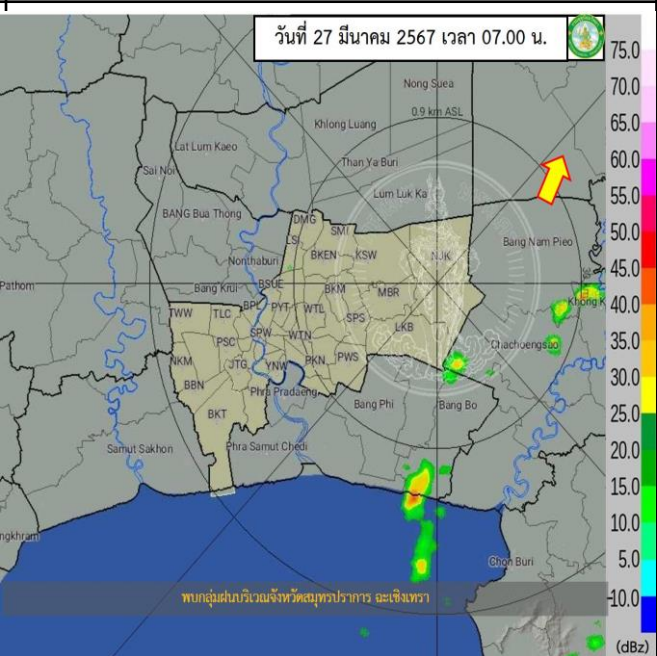 วันที่ 27 มีนาคม 2567 เวลา 07.00 น.
75.0
70.0
65.0
60.0
55.0
50.0
45.0
40.0
35.0
30.0
25.0
20.0
15.0
10.0
5.0
-10.0
(dBz)
Nong Suea
0.9 km ASL
Khlong Luang
Lat Lum Kaeo
Than Ya Buri
Sai Noi
Lum Luk Ka
BANG Bua Thong
DMG
SMI
LSI
Bang Nam Pieo
Nonthaburi
BKEN
KSW
NJK
Pathom
Bang Krui
BSUE
BKM
MBR
Khlong K
BPL
PYT
WTL
TWW
TLC
SPS
SPW
WTN
LKB
PSC
Chachoengsao
NKM
JTG
YNW
PKN
PWS
BBN
Phra Pradaeng
Bang Phi
Bang Bo
BKT
Samut Sakhon
Phra Samut Chedi
ngkhram
Chon Buri
พบกลุ่มฝนบริเวณจังหวัดสมุทรปราการ ฉะเชิงเทรา